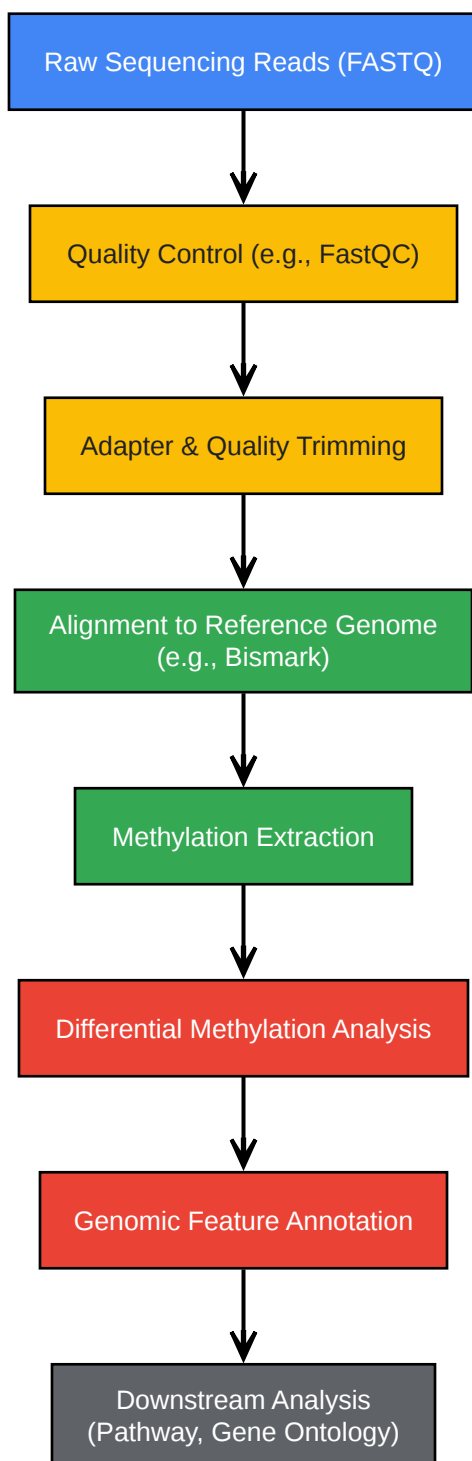 Raw Sequencing Reads (FASTQ)
Quality Control (e.g., FastQC)
Adapter & Quality Trimming
Alignment to Reference Genome
(e.g., Bismark)
Methylation Extraction
Differential Methylation Analysis
Genomic Feature Annotation
Downstream Analysis
(Pathway, Gene Ontology)